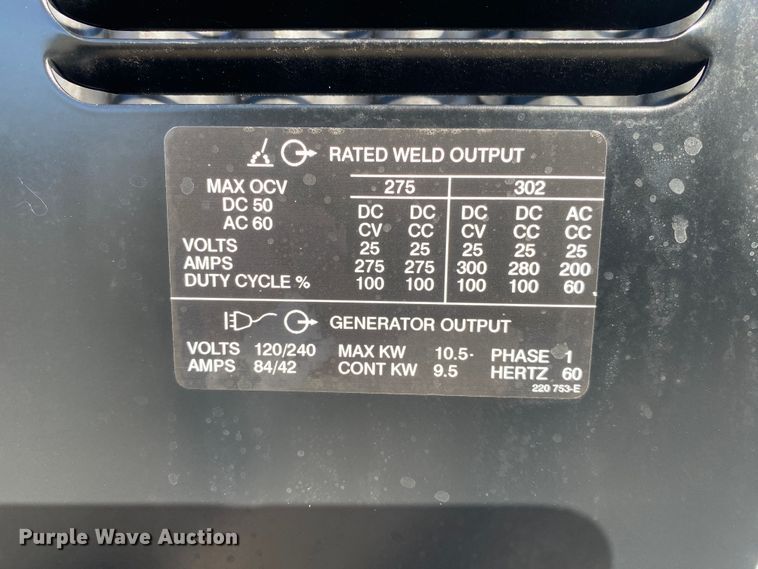 RATED WELD OUTPUT
MAX OCV 275 302
DC 50 DC DC DC DC AC
AC 60 CV CC CV CC CC
VOLTS 25 25 25 25 25
AMPS 275 275 300 280 200
DUTY CYCLE % 100 100 100 100 60
GENERATOR OUTPUT
VOLTS 120/240 MAX KW 10.5 PHASE 1
AMPS 84/42 CONT KW 9.5 HERTZ 60
220 753-E
Purple Wave Auction